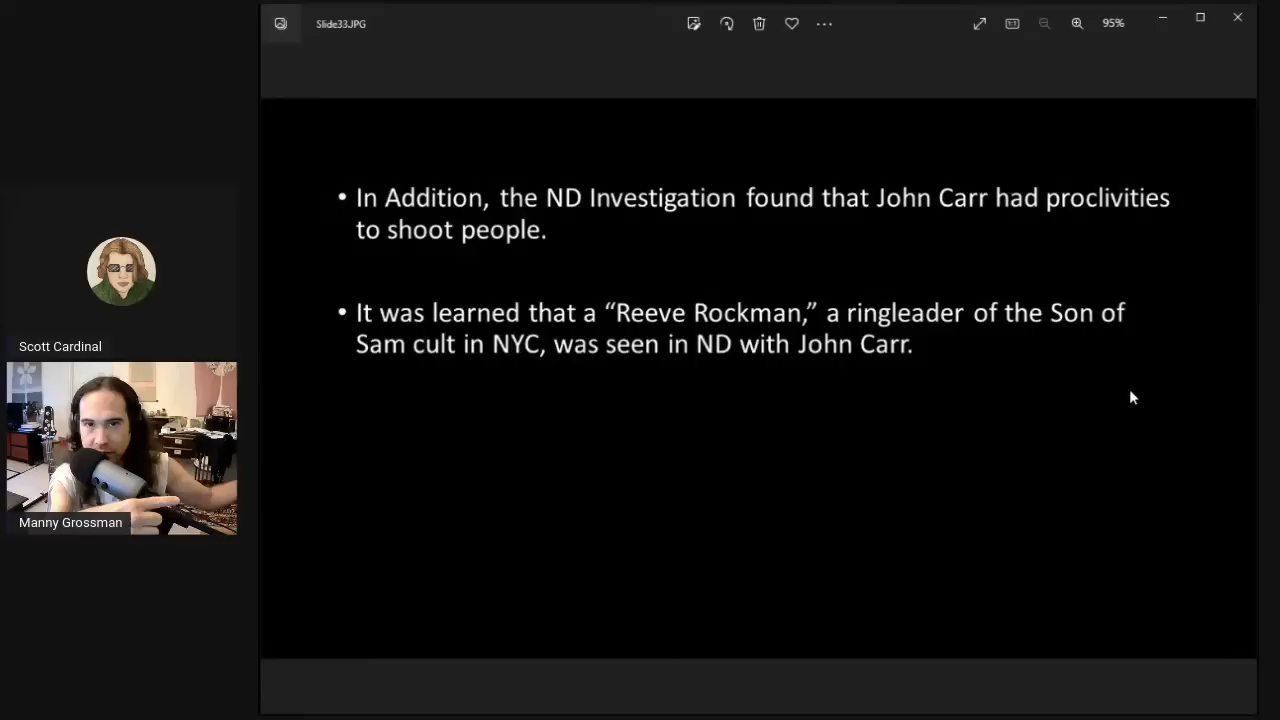 Slide33.JPG
95%
• In Addition, the ND Investigation found that John Carr had proclivities
to shoot people.
• It was learned that a “Reeve Rockman,” a ringleader of the Son of
Sam cult in NYC, was seen in ND with John Carr.
Scott Cardinal
Manny Grossman